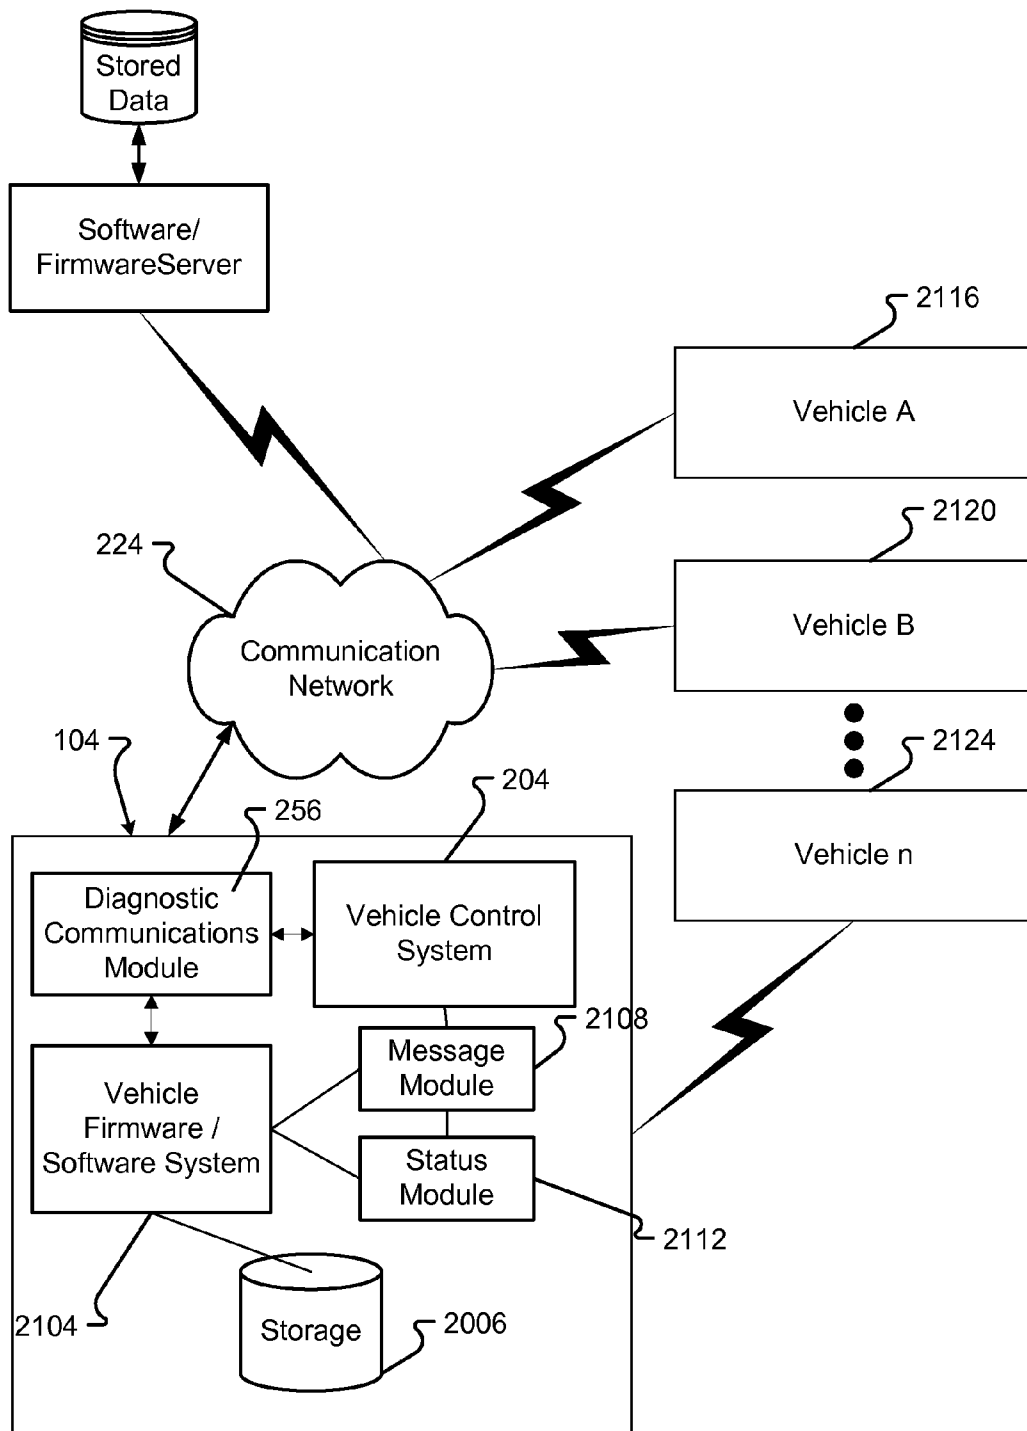 Stored
Data
Software/
FirmwareServer
2116
Vehicle A
2120
224
Vehicle B
Communication
Network
104
2124
204
256
Vehicle n
Diagnostic
Communications
Module
Vehicle Control
System
2108
Message
Module
Vehicle
Firmware /
Software System
Status
Module
2112
2104
Storage
2006